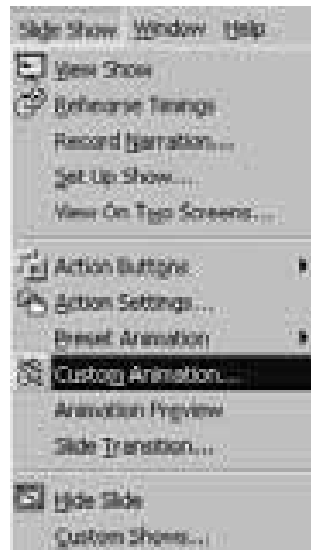 Slide Show Window Help
View Show
Rehearse Timings
Record Narration...
Set Up Show...
View On Two Screens...
Action Buttons
Action Settings...
Preset Animation
Custom Animation...
Animation Preview
Slide Transition...
Hide Slide
Custom Shows...